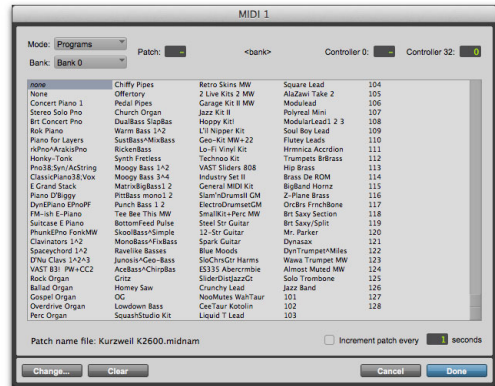 MIDI 1
Mode: Programs Patch: – <bank> Controller 0: – Controller 32: 0
Bank: Bank 0
none Chiffy Pipes Retro Skins MW Square Lead 104
None Offertory 2 Live Kits 2 MW AlaZawi Take 2 105
Concert Piano 1 Pedal Pipes Garage Kit II MW Modulead 106
Stereo Solo Pno Church Organ Jazz Kit II Polyreal Mini 107
Brt Concert Pno DualBass SlapBas Hoppy Kit! ModularLead1 2 3 108
Rok Piano Warm Bass 1^2 L'il Nipper Kit Soul Boy Lead 109
Piano for Layers SustBass^MixBass Geo-Kit MW+22 Flutey Leads 110
rkPno^ArakisPno RickenBass Lo-Fi Vinyl Kit Hrmnica Accrdion 111
Honky-Tonk Synth Fretless Technoo Kit Trumpets BrBrass 112
Pno38;Syn/AcString Moogy Bass 1^2 VAST Sliders 808 Hip Brass 113
ClassicPiano38;Vox Moogy Bass 3^4 Industry Set II Brass De ROM 114
E Grand Stack MatrixBigBass1 2 General MIDI Kit BigBand Hornz 115
Piano D'Biggy PittBass mono1 2 Slam'nDrumsII GM Z-Plane Brass 116
DynEPiano EPnoPF Punch Bass 1 2 ElectroDrumsetGM OrcBrs FrnchHBone 117
FM-ish E-Piano Tee Bee This MW SmallKit+Perc MW Brt Saxy Section 118
Suitcase E Piano BottomFeed Pulse Steel Str Guitar Brt Saxy/Split 119
PhunkEPno FonkMW SkoolBass^Simple 12-Str Guitar Mr. Parker 120
Clavinators 1^2 MonoBass^FixBass Spark Guitar Dynasax 121
Spaceychord 1^2 Ravelike Basses Blue Moods DynTrumpet^Miles 122
D'Nu Clavs 1^2^3 Junosis^Geo-Bass SloChrsGtr Harms Wawa Trumpet MW 123
VAST B3! PW+CC2 AceBass^ChirpBas ES335 Abercrmbie Almost Muted MW 124
Rock Organ Gritz SliderDistJazzGt Solo Trombone 125
Ballad Organ Homey Saw Crunchy Lead Jazz Band 126
Gospel Organ OG NooMutes WahTaur 101 127
Overdrive Organ Lowdown Bass CeeTaur Kotolin 102 128
Perc Organ SquashStudio Kit Liquid T Lead 103
Patch name file: Kurzweil K2600.midnam Increment patch every 1 seconds
Change... Clear Cancel Done